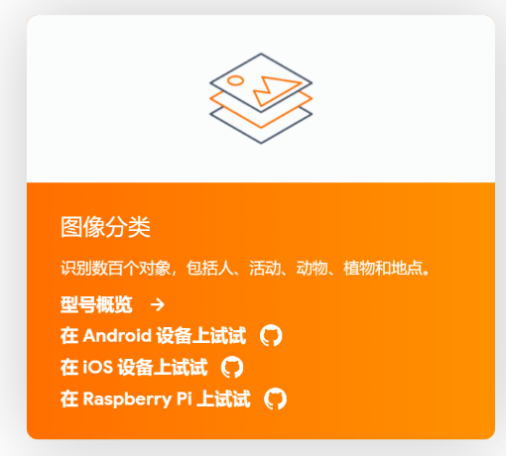 图像分类
识别数百个对象，包括人、活动、动物、植物和地点。
型号概览 →
在 Android 设备上试试
在 iOS 设备上试试
在 Raspberry Pi 上试试